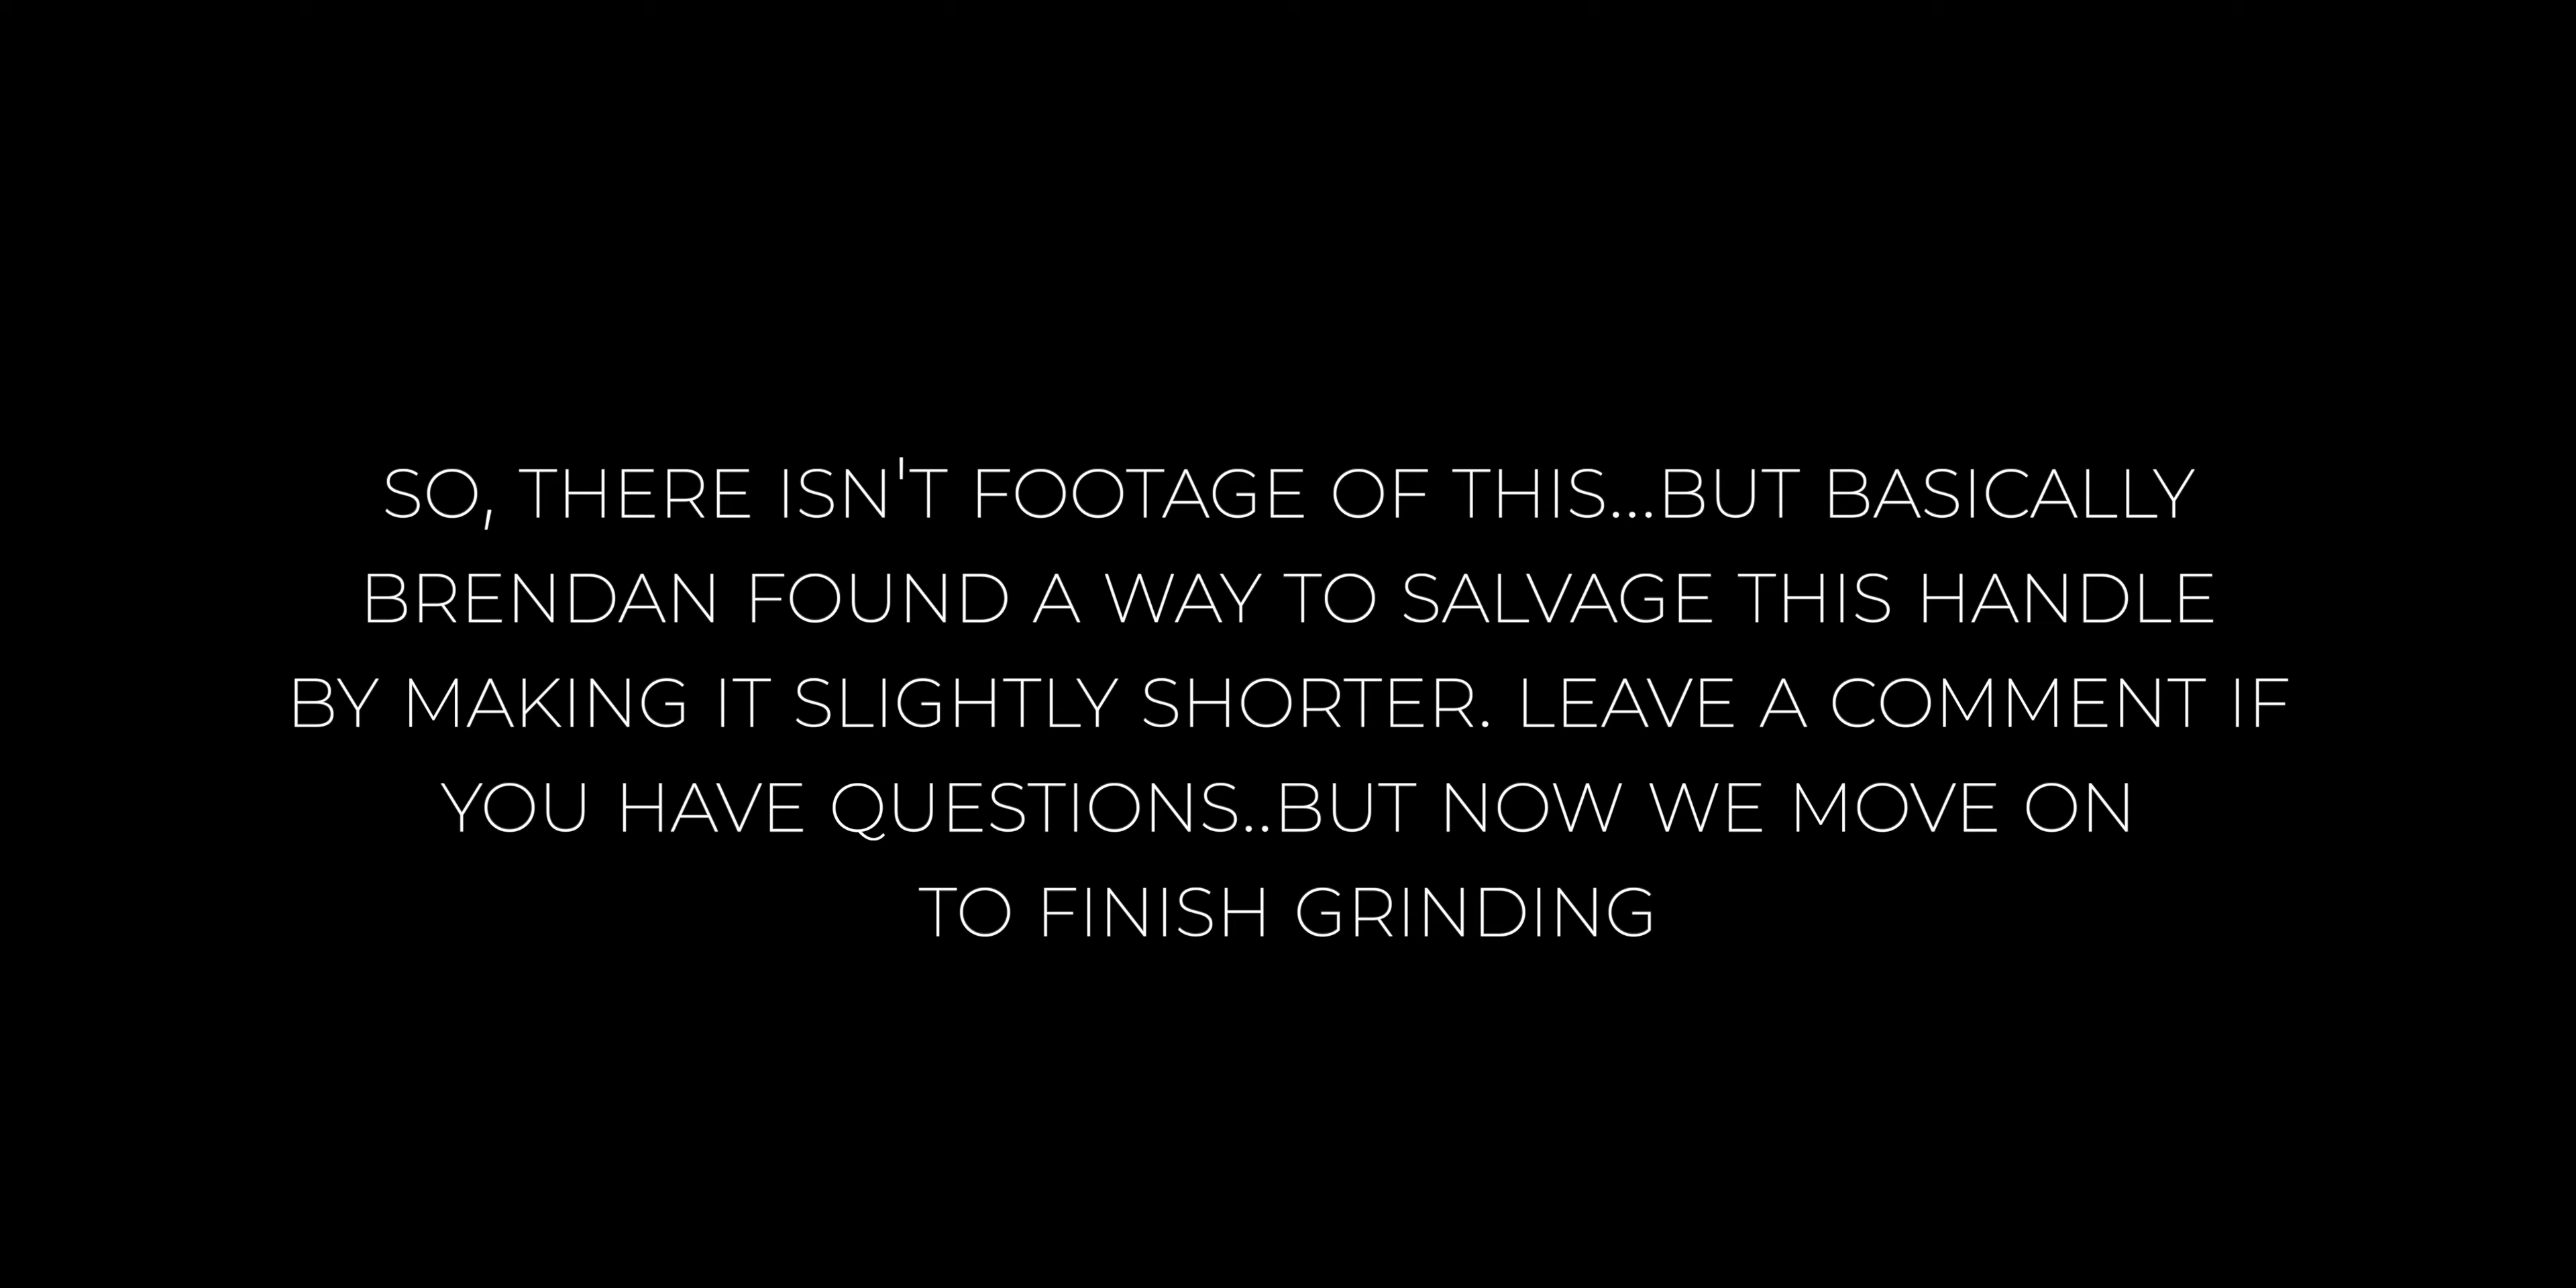 SO, THERE ISN'T FOOTAGE OF THIS...BUT BASICALLY
BRENDAN FOUND A WAY TO SALVAGE THIS HANDLE
BY MAKING IT SLIGHTLY SHORTER. LEAVE A COMMENT IF
YOU HAVE QUESTIONS..BUT NOW WE MOVE ON
TO FINISH GRINDING